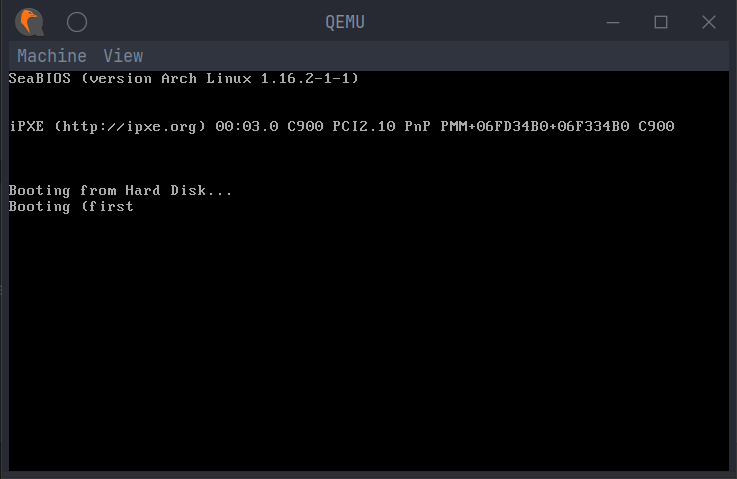 QEMU
Machine View
SeaBIOS (version Arch Linux 1.16.2-1-1)
iPXE (http://ipxe.org) 00:03.0 C900 PCI2.10 PnP PMM+06FD34B0+06F334B0 C900
Booting from Hard Disk...
Booting (first